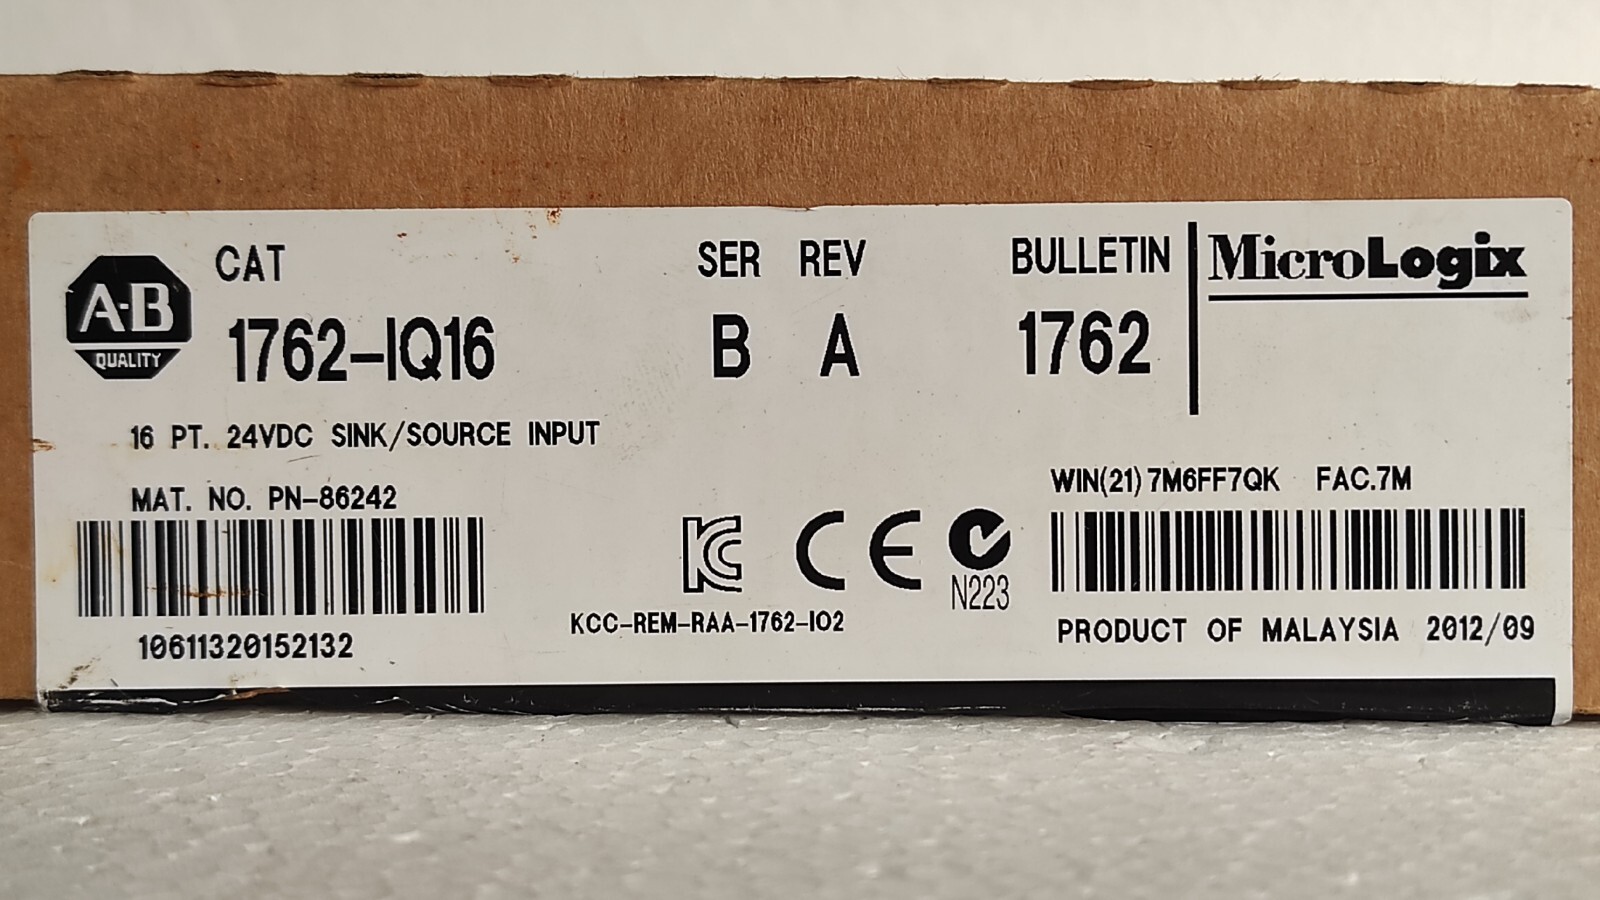 A-B
QUALITY
CAT
1762-IQ16
SER REV
B A
BULLETIN
1762
MicroLogix
16 PT. 24VDC SINK/SOURCE INPUT
MAT. NO. PN-86242
10611320152132
KCC-REM-RAA-1762-IO2
CE
N223
WIN(21) 7M6FF7QK FAC.7M
PRODUCT OF MALAYSIA 2012/09